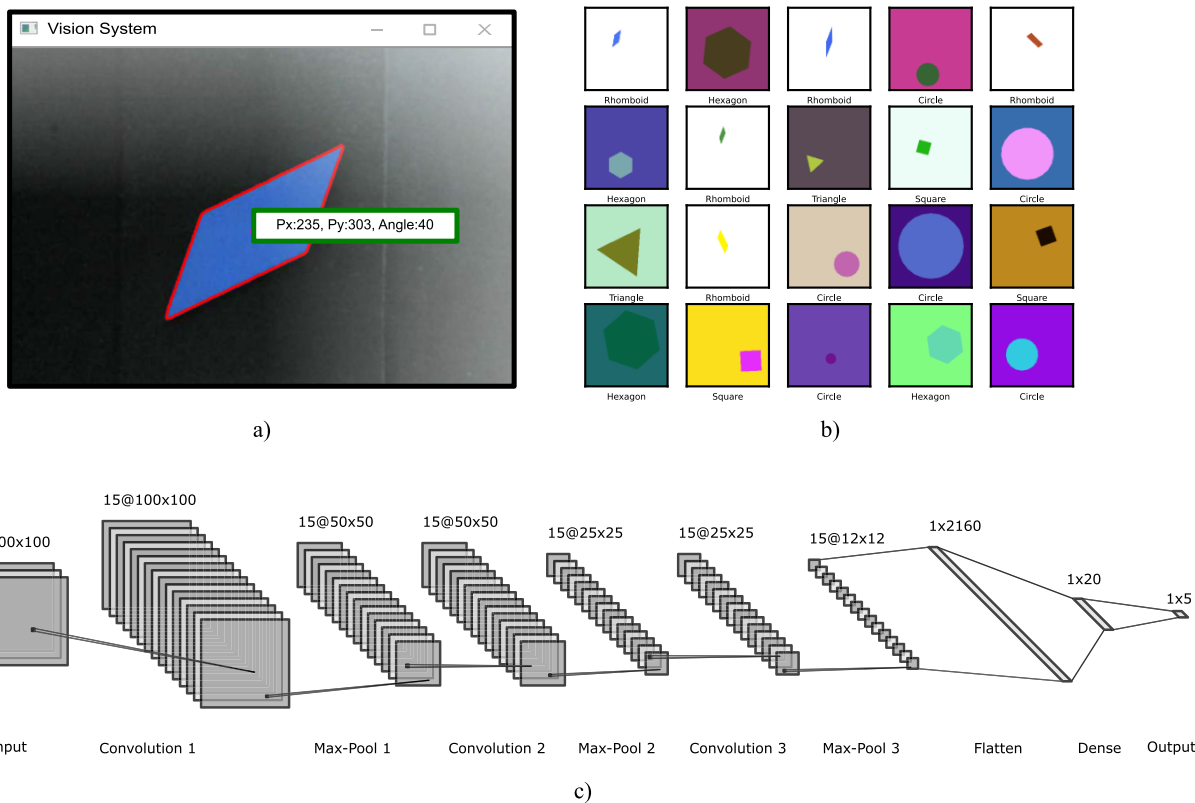 Vision System
Px:235, Py:303, Angle:40
a)
Rhomboid Hexagon Rhomboid Circle Rhomboid
Hexagon Rhomboid Triangle Square Circle
Triangle Rhomboid Circle Circle Square
Hexagon Square Circle Hexagon Circle
b)
00x100
15@100x100
15@50x50
15@50x50
15@25x25
15@25x25
15@12x12
1x2160
1x20
1x5
nput Convolution 1 Max-Pool 1 Convolution 2 Max-Pool 2 Convolution 3 Max-Pool 3 Flatten Dense Output
c)